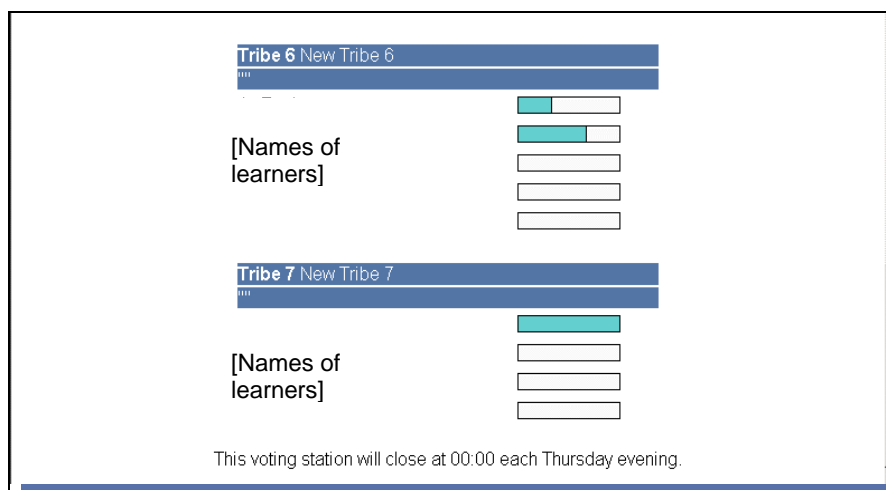 Tribe 6 New Tribe 6
""
[Names of
learners]
Tribe 7 New Tribe 7
""
[Names of
learners]
This voting station will close at 00:00 each Thursday evening.